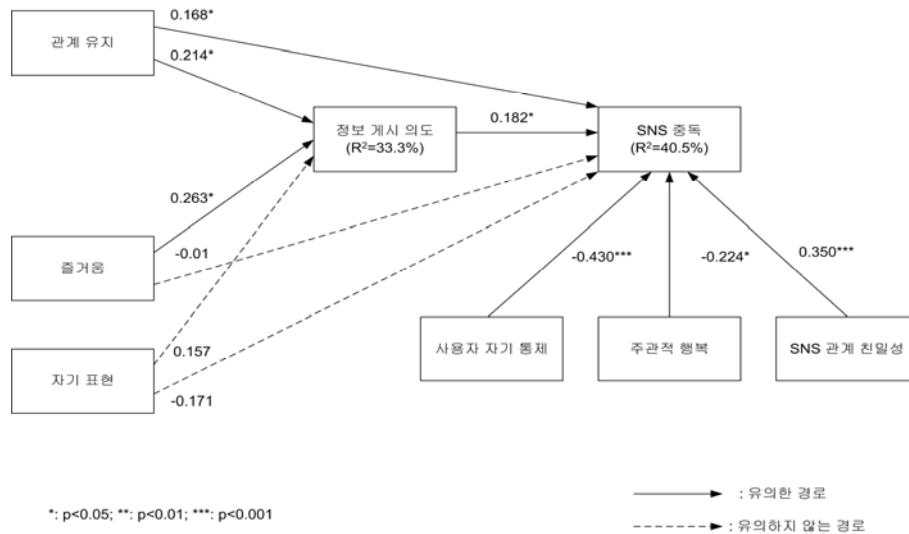 0.168*
관계 유지
0.214*
정보 게시 의도
(R²=33.3%)
0.182*
SNS 중독
(R²=40.5%)
0.263*
즐거움
-0.01
-0.430***
-0.224*
0.350***
사용자 자기 통제
주관적 행복
SNS 관계 친밀성
자기 표현
0.157
-0.171
*: p<0.05; **: p<0.01; ***: p<0.001
: 유의한 경로
: 유의하지 않는 경로